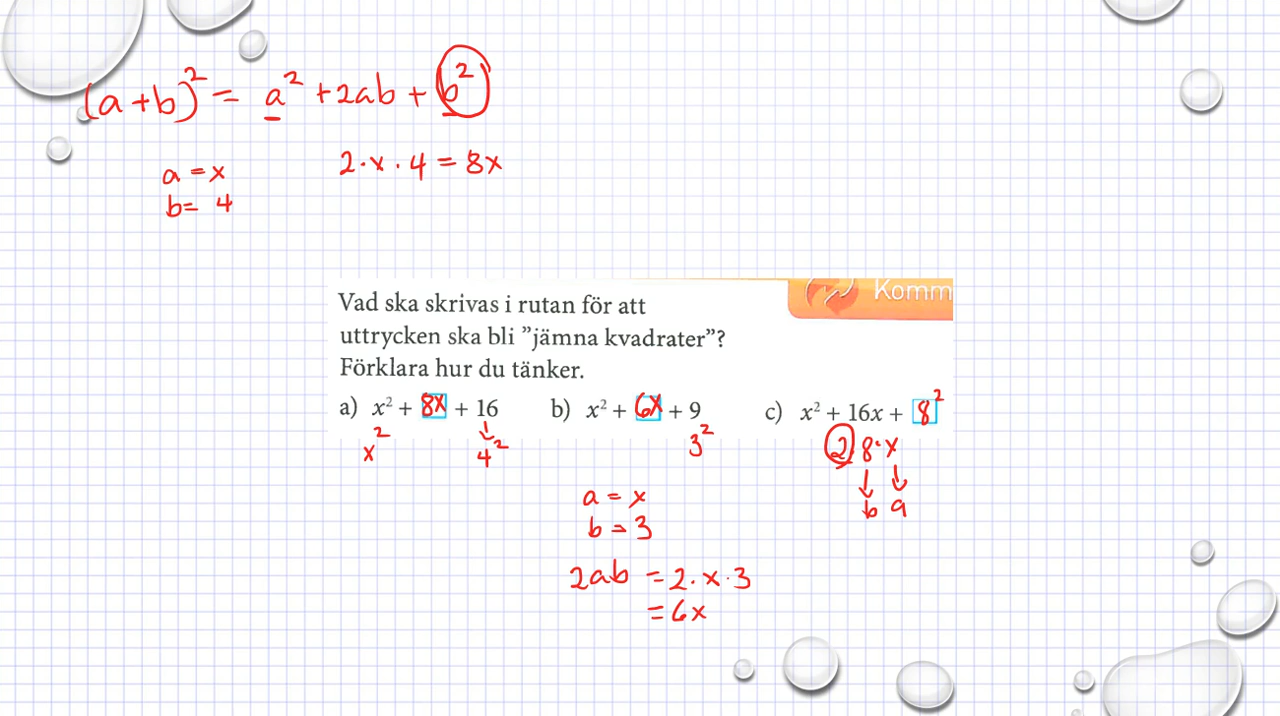 (a+b)² = a² + 2ab + b²
a = x
b = 4
2·x·4 = 8x
Komm
Vad ska skrivas i rutan för att
uttrycken ska bli ”jämna kvadrater”?
Förklara hur du tänker.
a) x² + 8x + 16
x²
4²
b) x² + 6x + 9
3²
c) x² + 16x + 8²
2 8·x
b a
a = x
b = 3
2ab = 2·x·3
= 6x